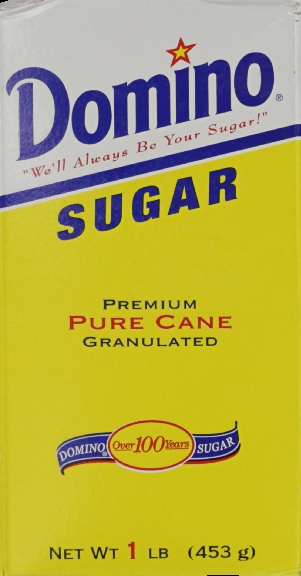 Domino®
"We'll Always Be Your Sugar!"
SUGAR
PREMIUM
PURE CANE
GRANULATED
DOMINO® Over 100 Years SUGAR
NET WT 1 LB (453 g)